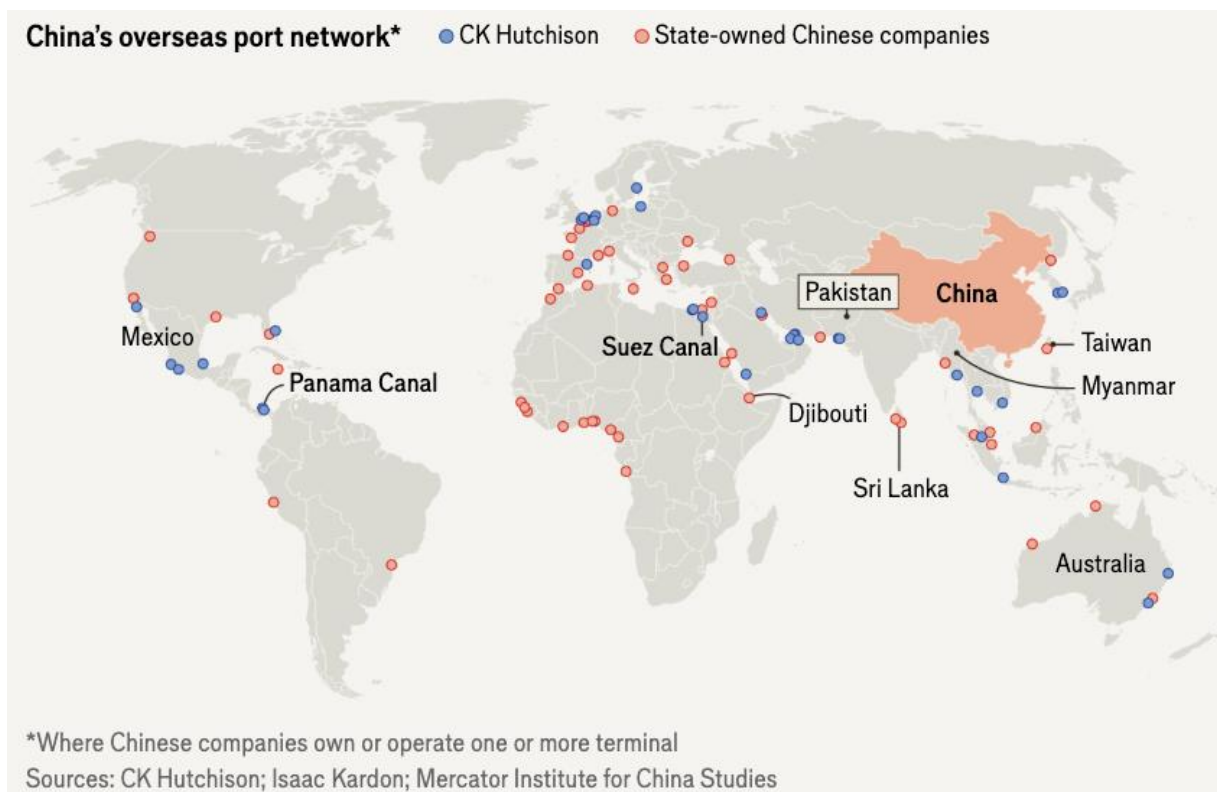 China's overseas port network* CK Hutchison State-owned Chinese companies
Pakistan
China
Mexico
Suez Canal
Taiwan
Panama Canal
Myanmar
Djibouti
Sri Lanka
Australia
*Where Chinese companies own or operate one or more terminal
Sources: CK Hutchison; Isaac Kardon; Mercator Institute for China Studies